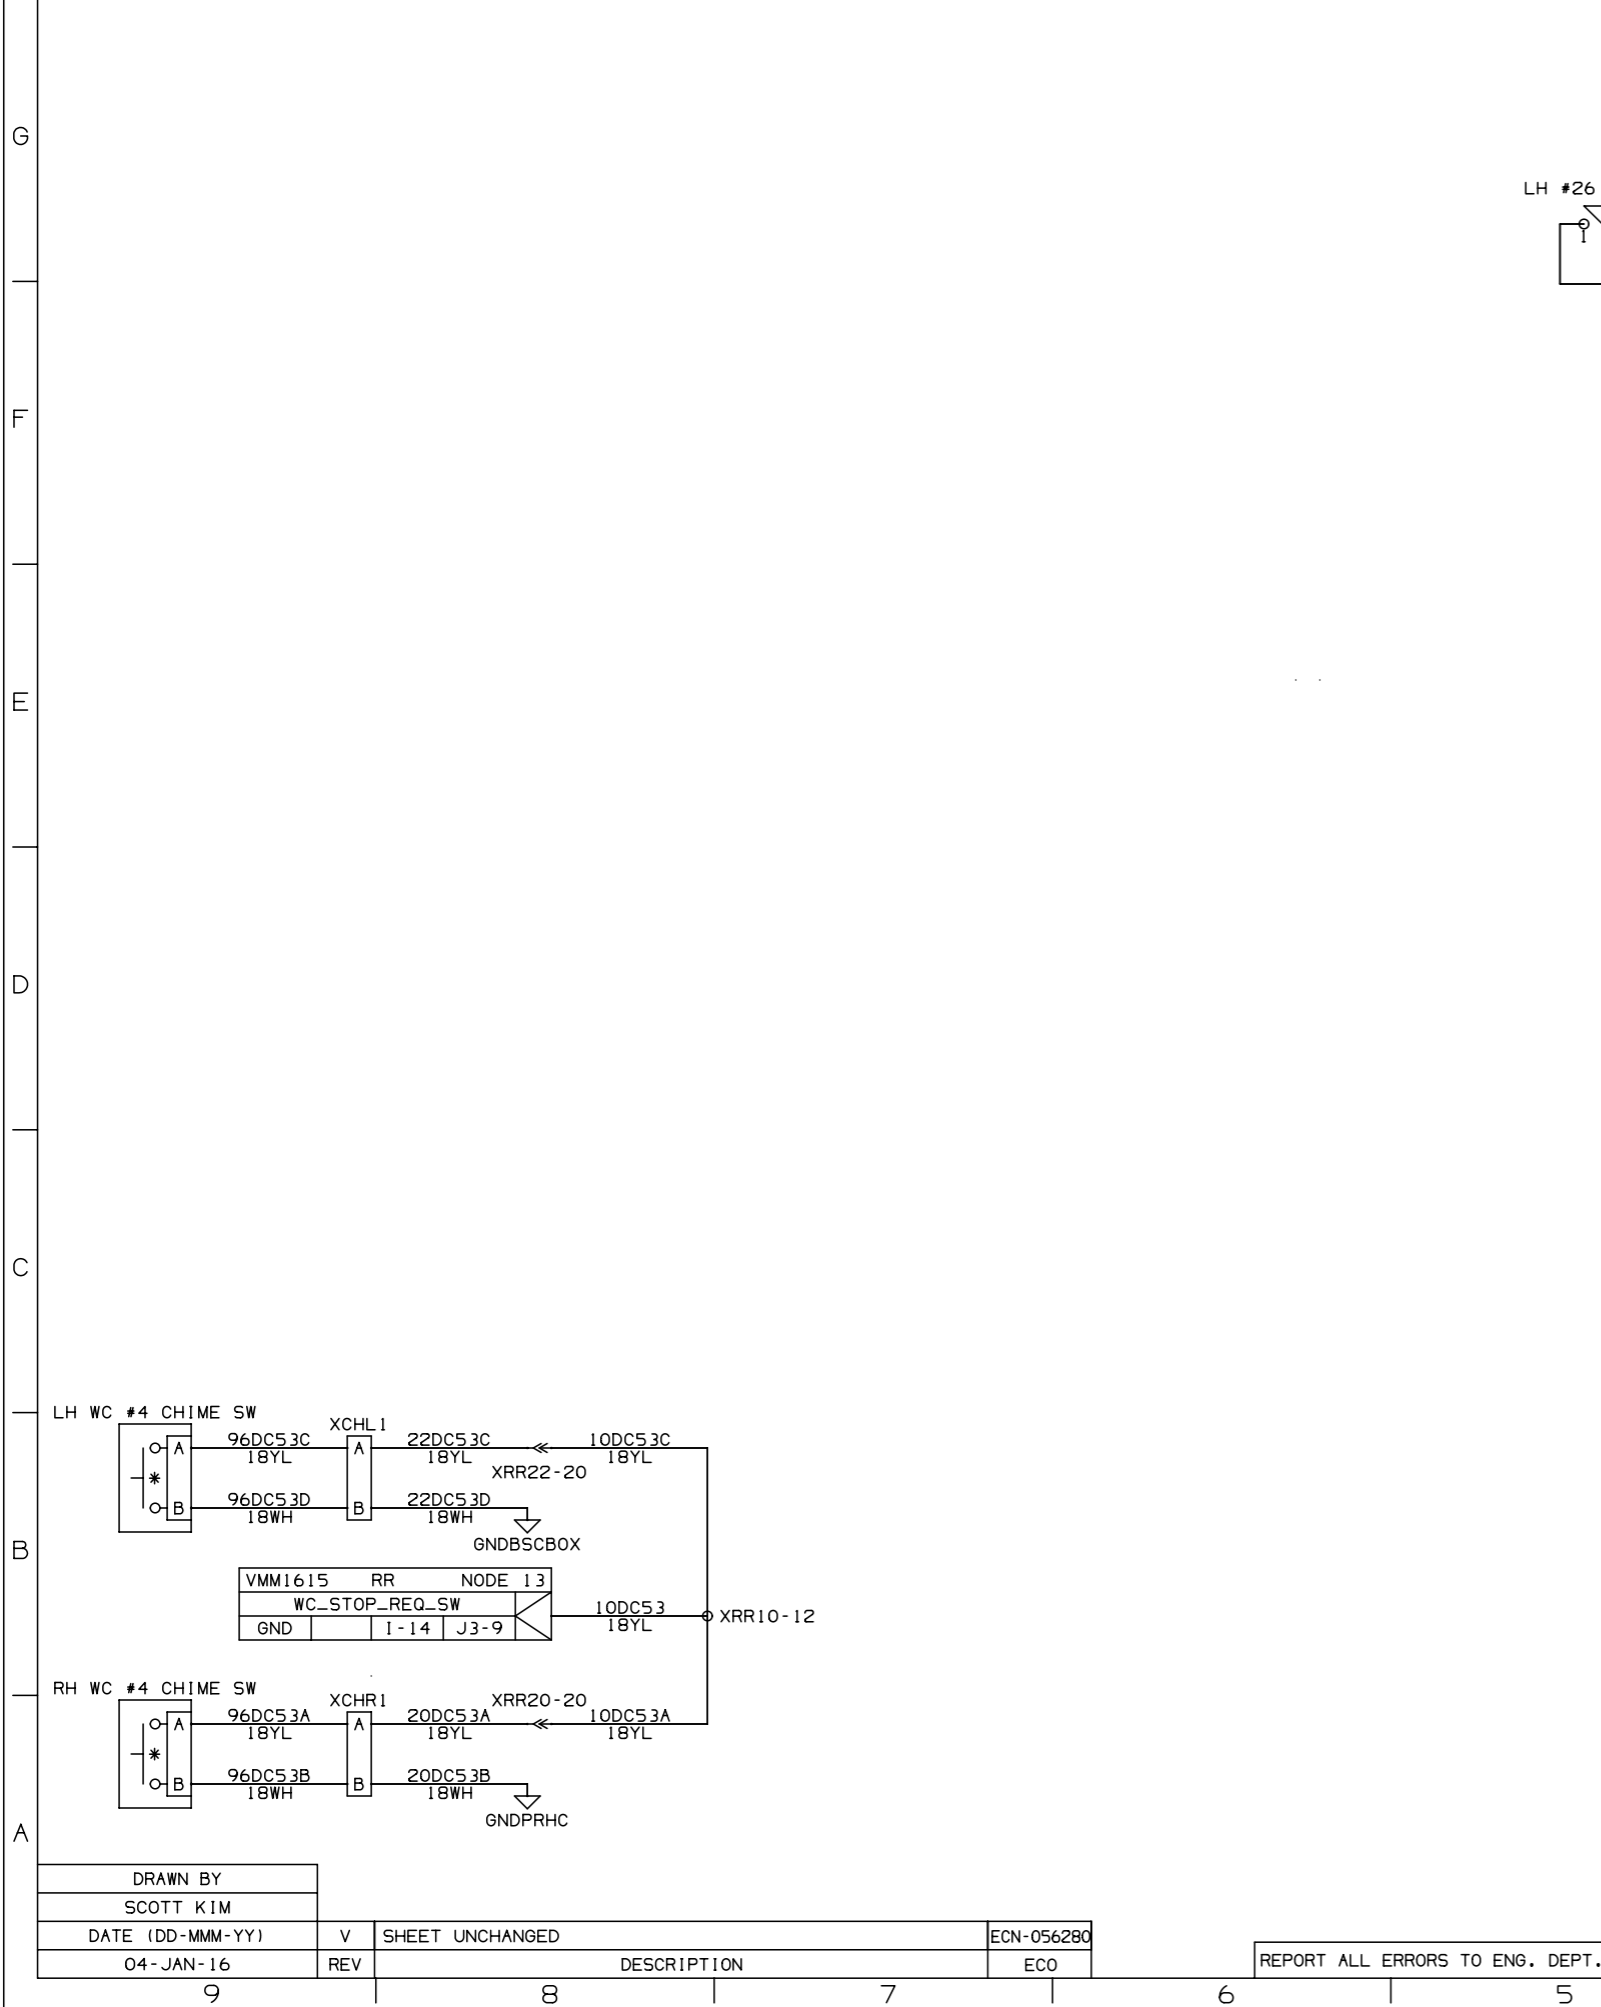 G
LH #26
1
F
E
D
C
LH WC #4 CHIME SW
XCHL1
A
96DC53C
18YL
A
22DC53C
18YL
10DC53C
18YL
XRR22-20
*
B
96DC53D
18WH
B
22DC53D
18WH
GNDBSCBOX
B
VMM1615 RR NODE 13
WC_STOP_REQ_SW
GND I-14 J3-9
10DC53
18YL
XRR10-12
RH WC #4 CHIME SW
XCHR1
XRR20-20
A
96DC53A
18YL
A
20DC53A
18YL
10DC53A
18YL
*
B
96DC53B
18WH
B
20DC53B
18WH
GNDPRHC
A
DRAWN BY
SCOTT KIM
DATE (DD-MMM-YY) V SHEET UNCHANGED ECN-056280
04-JAN-16 REV DESCRIPTION ECO
REPORT ALL ERRORS TO ENG. DEPT.
9 8 7 6 5